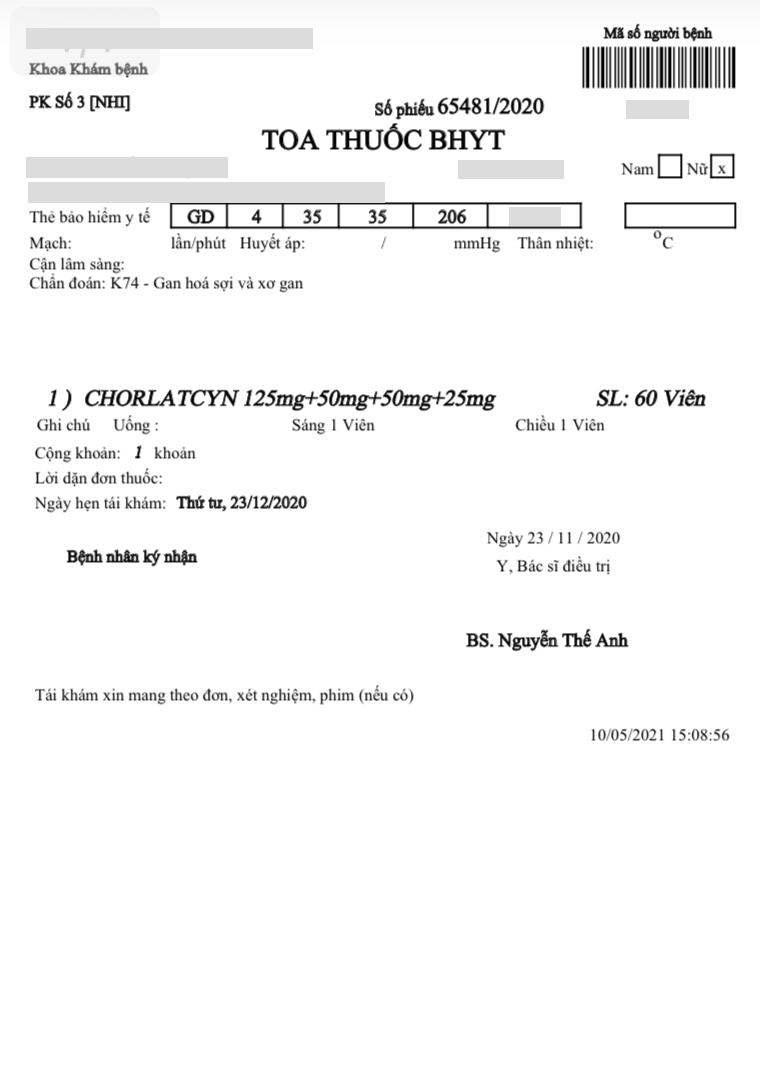 Mã số người bệnh
Khoa Khám bệnh
PK Số 3 [NHI]
Số phiếu 65481/2020
TOA THUỐC BHYT
Nam Nữ x
Thẻ bảo hiểm y tế GD 4 35 35 206
Mạch: lần/phút Huyết áp: / mmHg Thân nhiệt: °C
Cận lâm sàng:
Chẩn đoán: K74 - Gan hoá sợi và xơ gan
1 ) CHORLATCYN 125mg+50mg+50mg+25mg SL: 60 Viên
Ghi chú Uống : Sáng 1 Viên Chiều 1 Viên
Cộng khoản: 1 khoản
Lời dặn đơn thuốc:
Ngày hẹn tái khám: Thứ tư, 23/12/2020
Ngày 23 / 11 / 2020
Bệnh nhân ký nhận
Y, Bác sĩ điều trị
BS. Nguyễn Thế Anh
Tái khám xin mang theo đơn, xét nghiệm, phim (nếu có)
10/05/2021 15:08:56